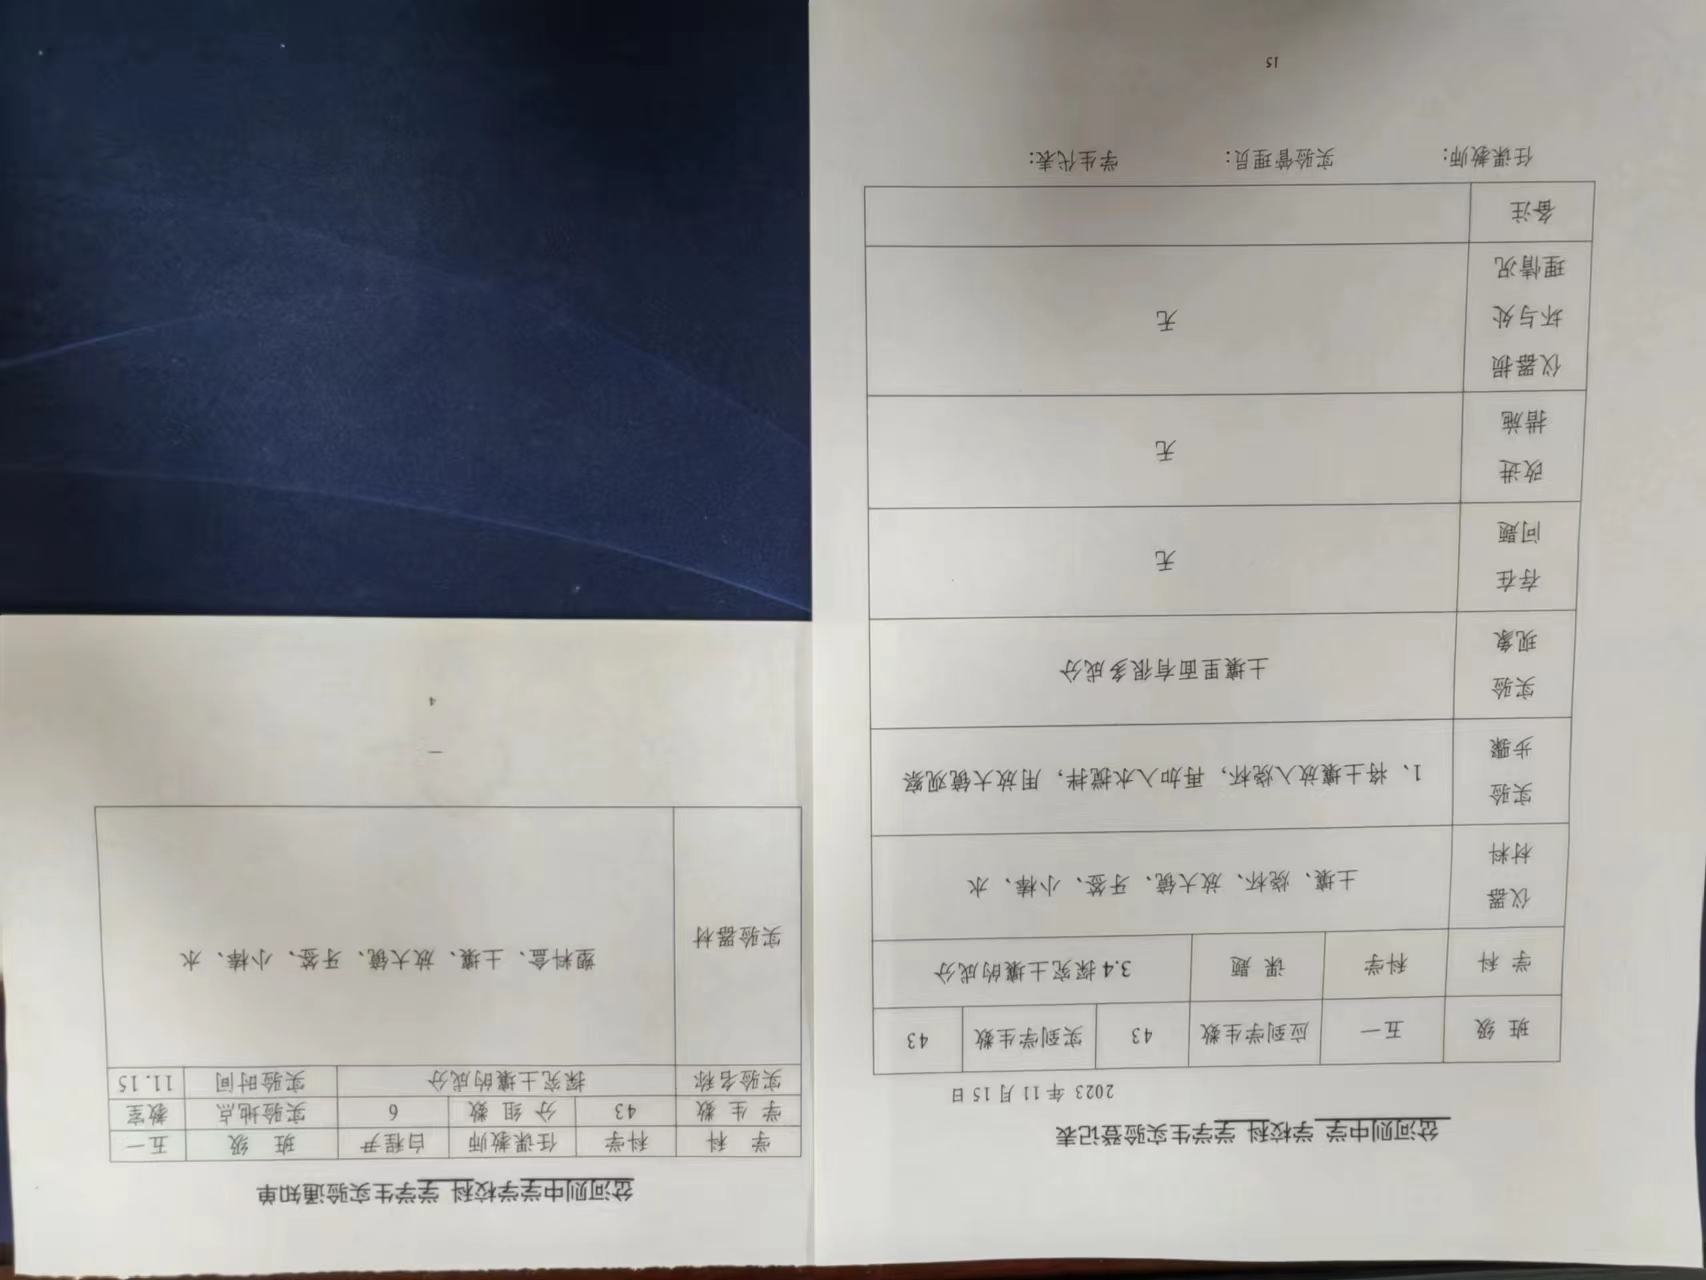 岔河则中学 学校科 学学生实验登记表
2023 年 11 月 15 日
班 级 五一 应到学生数 43 实到学生数 43
学 科 科学 课 题 3.4 探究土壤的成分
仪器
材料
土壤、烧杯、放大镜、牙签、小棒、水
实验
步骤
1、将土壤放入烧杯，再加入水搅拌，用放大镜观察
实验
现象
土壤里面有很多成分
存在
问题
无
改进
措施
无
仪器损
坏与处
理情况
无
备注
任课教师： 实验管理员： 学生代表：
15
岔河则中学学校科 学学生实验通知单
学 科 科学 任课教师 白程尹 班 级 五一
学 生 数 43 分 组 数 6 实验地点 教室
实验名称 探究土壤的成分 实验时间 11.15
实验器材 塑料盒、土壤、放大镜、牙签、小棒、水
4